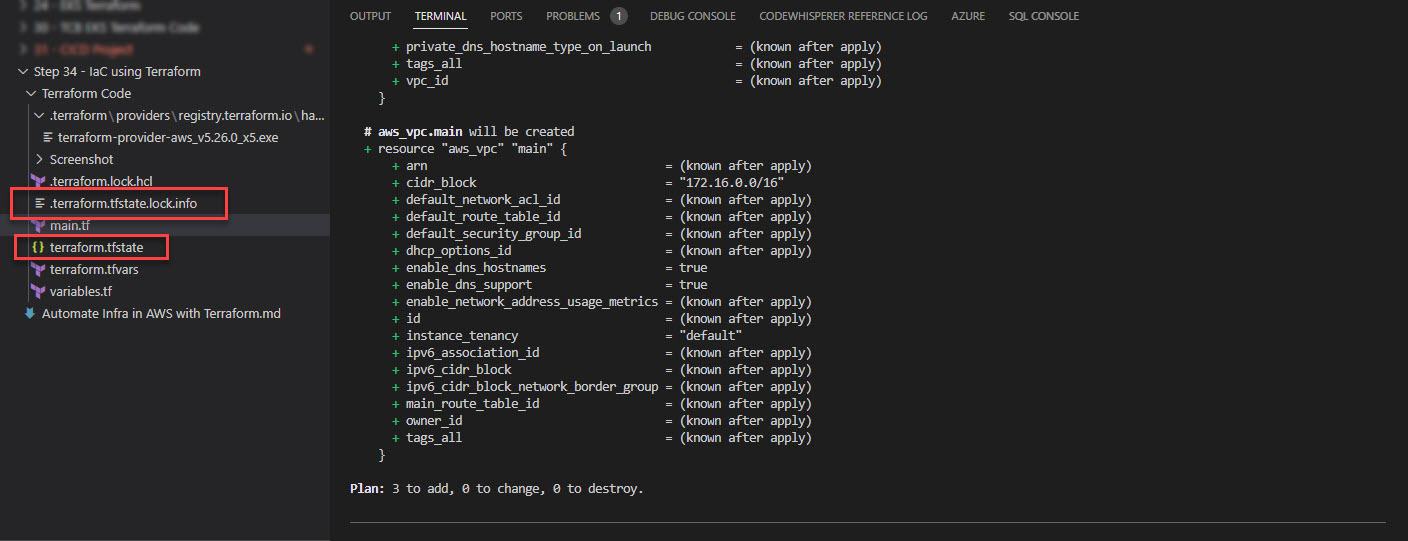 24 - EKS Terraform
30 - TCB EKS Terraform Code
31 - CICD Project
Step 34 - IaC using Terraform
Terraform Code
.terraform\providers\registry.terraform.io\ha...
terraform-provider-aws_v5.26.0_x5.exe
Screenshot
.terraform.lock.hcl
.terraform.tfstate.lock.info
main.tf
terraform.tfstate
terraform.tfvars
variables.tf
Automate Infra in AWS with Terraform.md
OUTPUT TERMINAL PORTS PROBLEMS 1 DEBUG CONSOLE CODEWHISPERER REFERENCE LOG AZURE SQL CONSOLE
+ private_dns_hostname_type_on_launch = (known after apply)
+ tags_all = (known after apply)
+ vpc_id = (known after apply)
}
# aws_vpc.main will be created
+ resource "aws_vpc" "main" {
+ arn = (known after apply)
+ cidr_block = "172.16.0.0/16"
+ default_network_acl_id = (known after apply)
+ default_route_table_id = (known after apply)
+ default_security_group_id = (known after apply)
+ dhcp_options_id = (known after apply)
+ enable_dns_hostnames = true
+ enable_dns_support = true
+ enable_network_address_usage_metrics = (known after apply)
+ id = (known after apply)
+ instance_tenancy = "default"
+ ipv6_association_id = (known after apply)
+ ipv6_cidr_block = (known after apply)
+ ipv6_cidr_block_network_border_group = (known after apply)
+ main_route_table_id = (known after apply)
+ owner_id = (known after apply)
+ tags_all = (known after apply)
}
Plan: 3 to add, 0 to change, 0 to destroy.